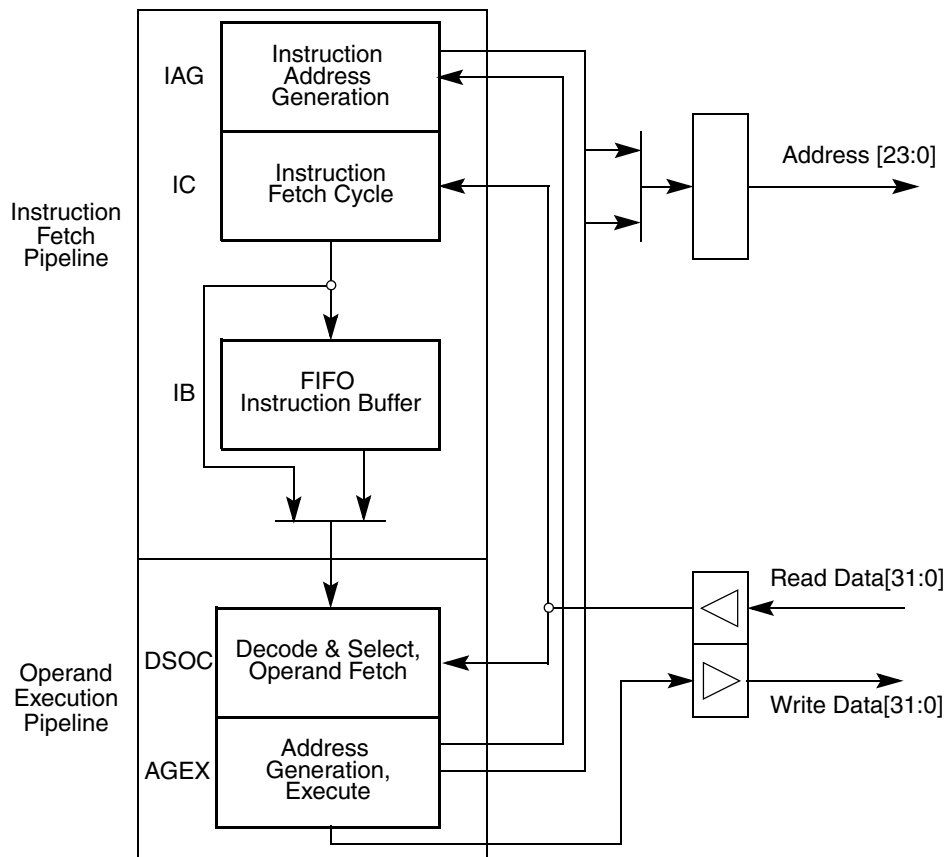 IAG
Instruction
Address
Generation
IC
Instruction
Fetch Cycle
Address [23:0]
Instruction
Fetch
Pipeline
IB
FIFO
Instruction Buffer
Read Data[31:0]
DSOC
Decode & Select,
Operand Fetch
Operand
Execution
Pipeline
Write Data[31:0]
AGEX
Address
Generation,
Execute